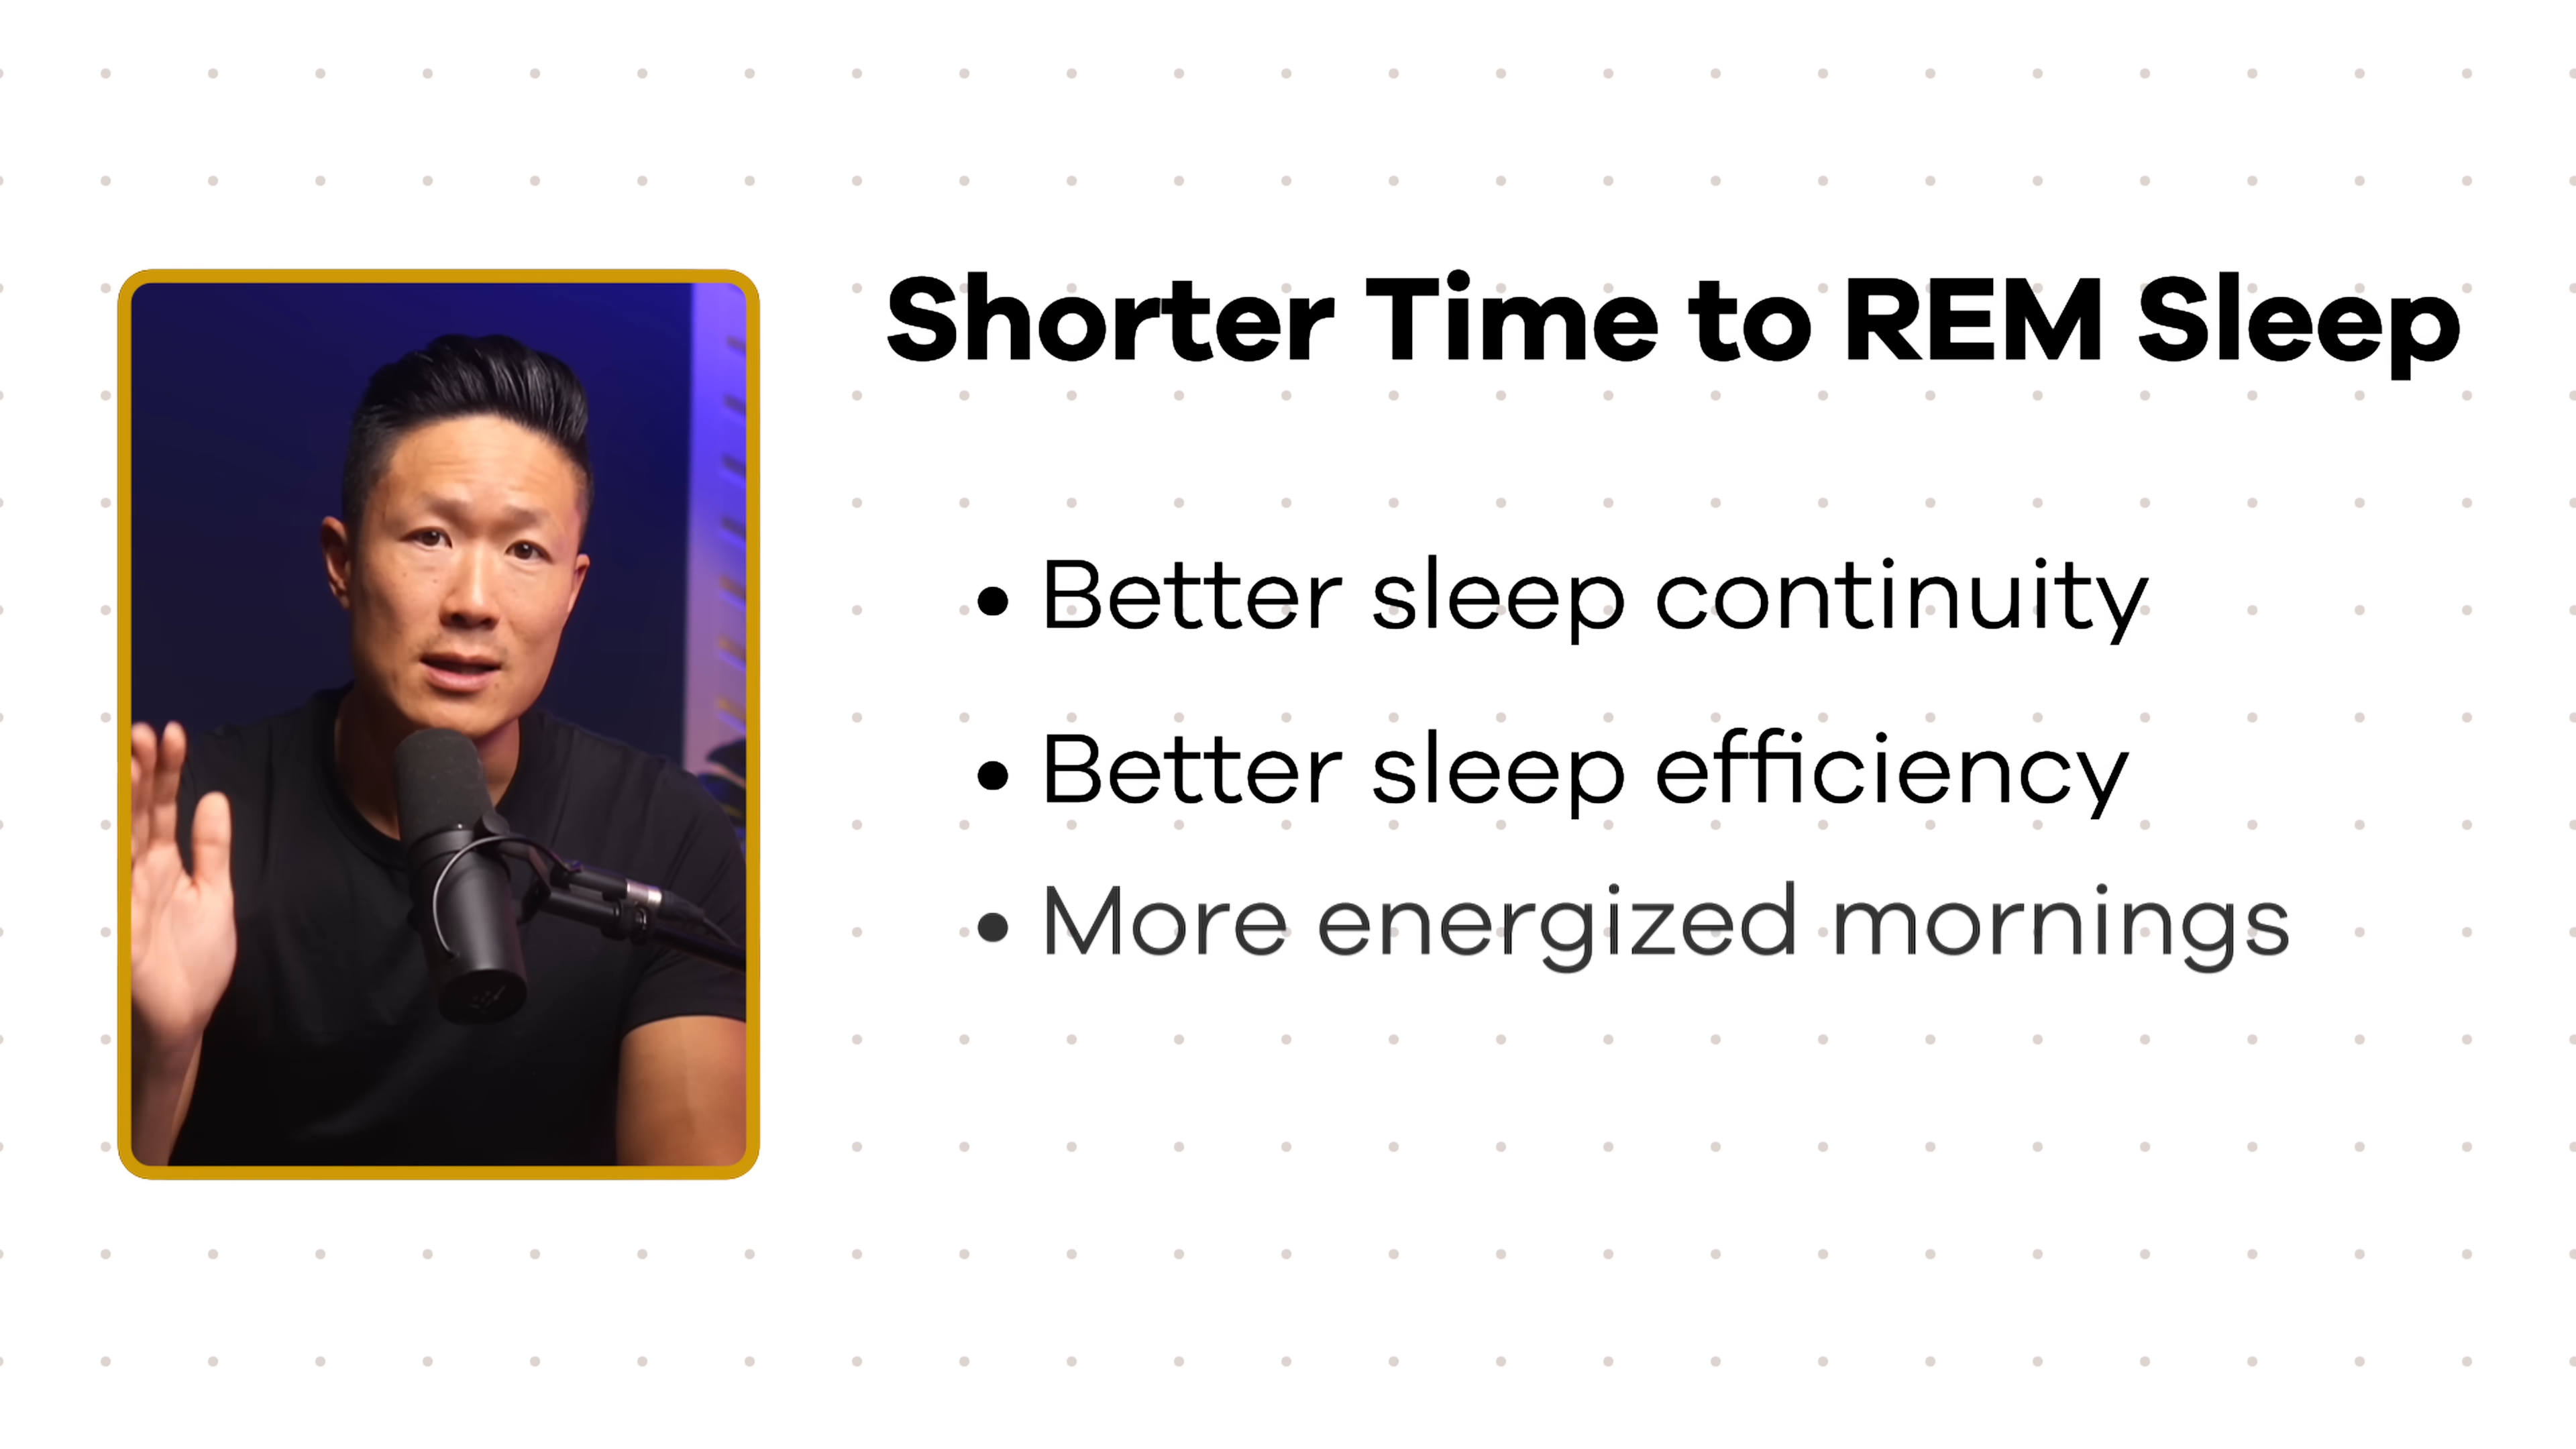 Shorter Time to REM Sleep
• Better sleep continuity
• Better sleep efficiency
• More energized mornings